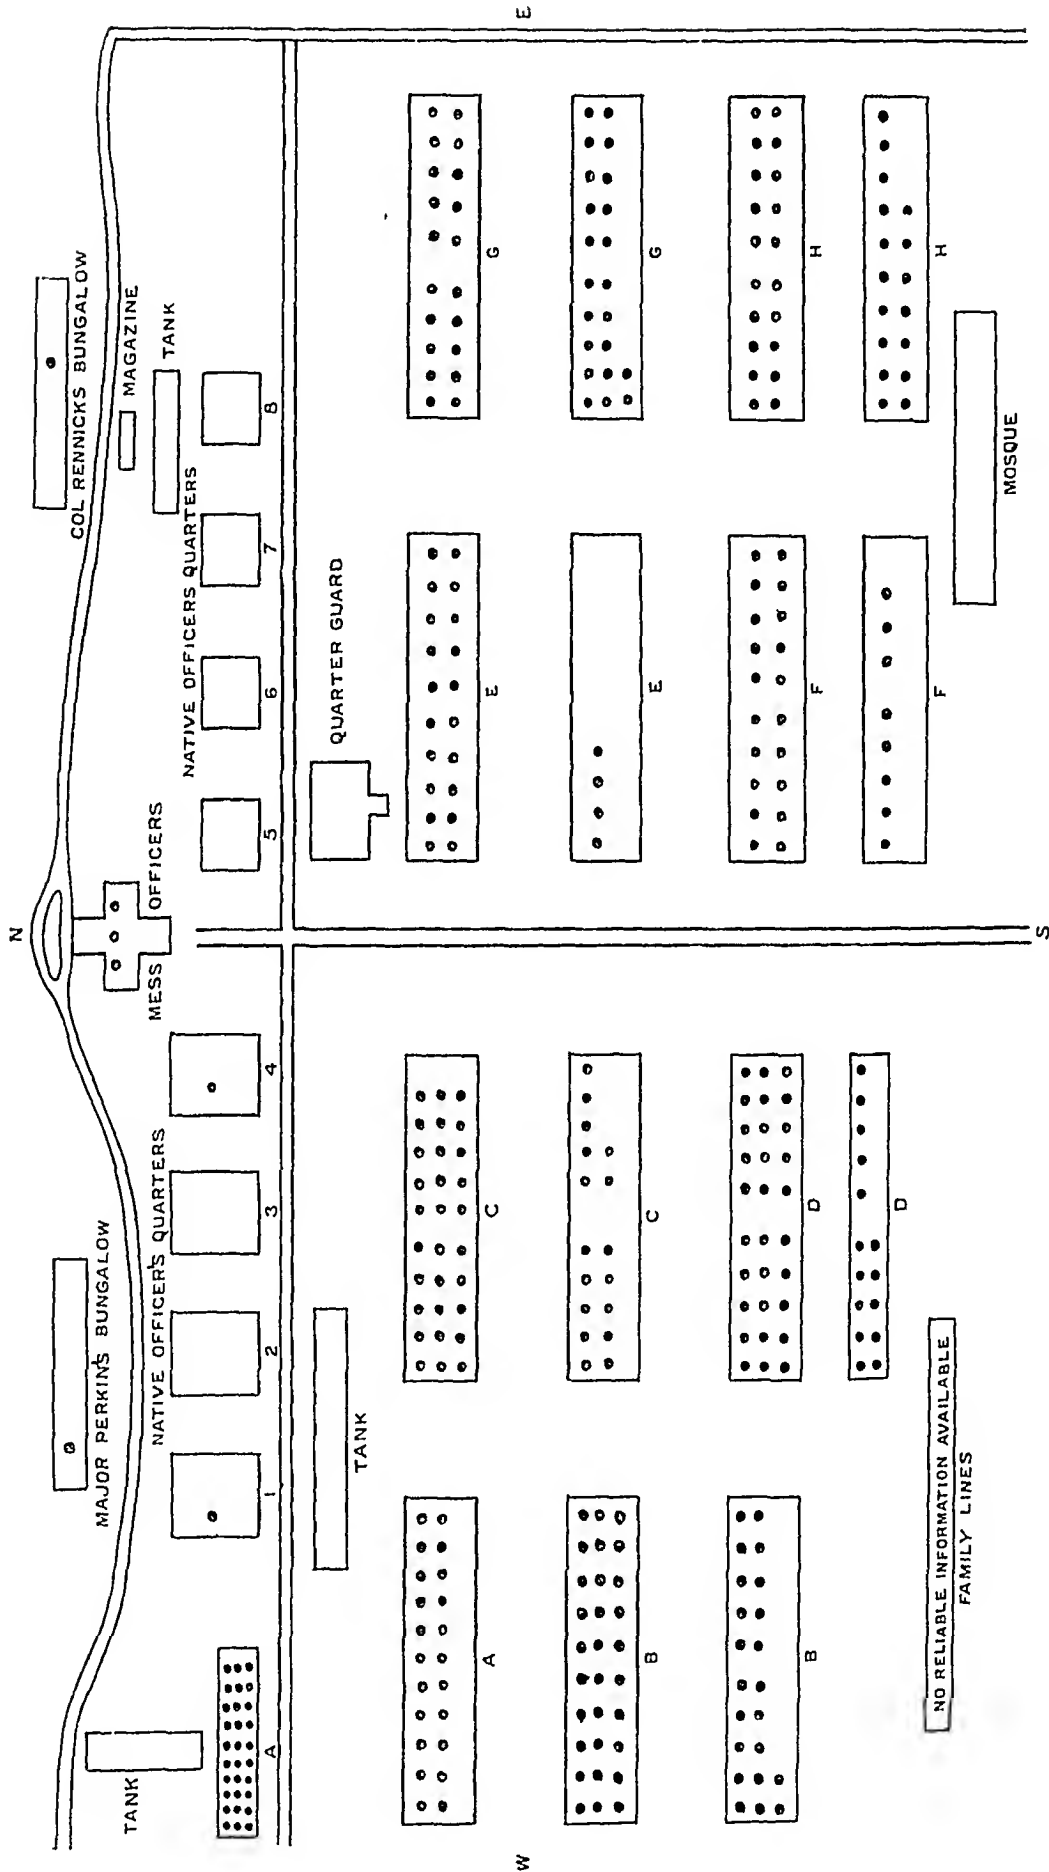 N
E
S
W
COL RENNICKS BUNGALOW
MAGAZINE
TANK
MAJOR PERKIN'S BUNGALOW
MESS OFFICERS
NATIVE OFFICER'S QUARTERS
NATIVE OFFICERS QUARTERS
TANK
A
1
2
3
4
5
6
7
8
TANK
QUARTER GUARD
A
C
E
G
B
C
E
G
B
D
F
H
D
F
H
NO RELIABLE INFORMATION AVAILABLE
FAMILY LINES
MOSQUE